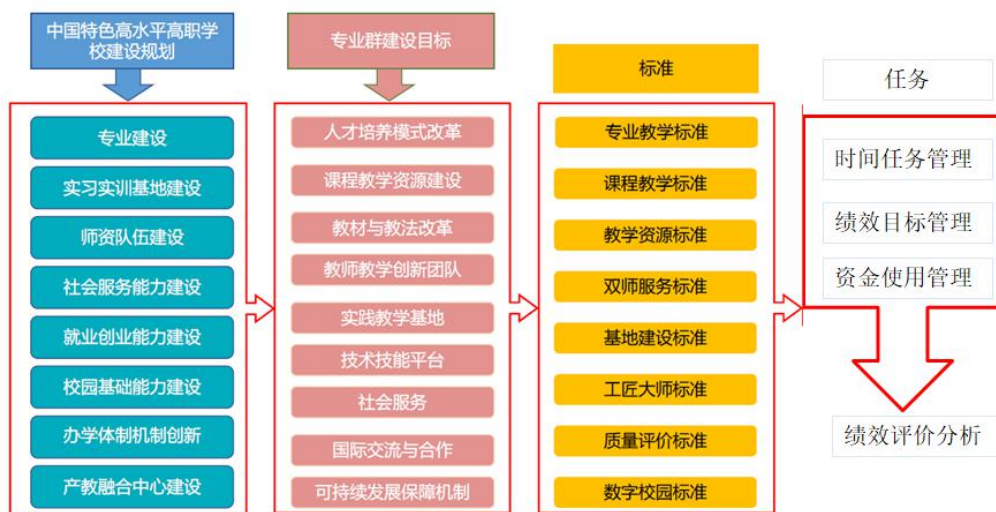 中国特色高水平高职学
校建设规划
专业建设
实习实训基地建设
师资队伍建设
社会服务能力建设
就业创业能力建设
校园基础能力建设
办学体制机制创新
产教融合中心建设
专业群建设目标
人才培养模式改革
课程教学资源建设
教材与教法改革
教师教学创新团队
实践教学基地
技术技能平台
社会服务
国际交流与合作
可持续发展保障机制
标准
专业教学标准
课程教学标准
教学资源标准
双师服务标准
基地建设标准
工匠大师标准
质量评价标准
数字校园标准
任务
时间任务管理
绩效目标管理
资金使用管理
绩效评价分析